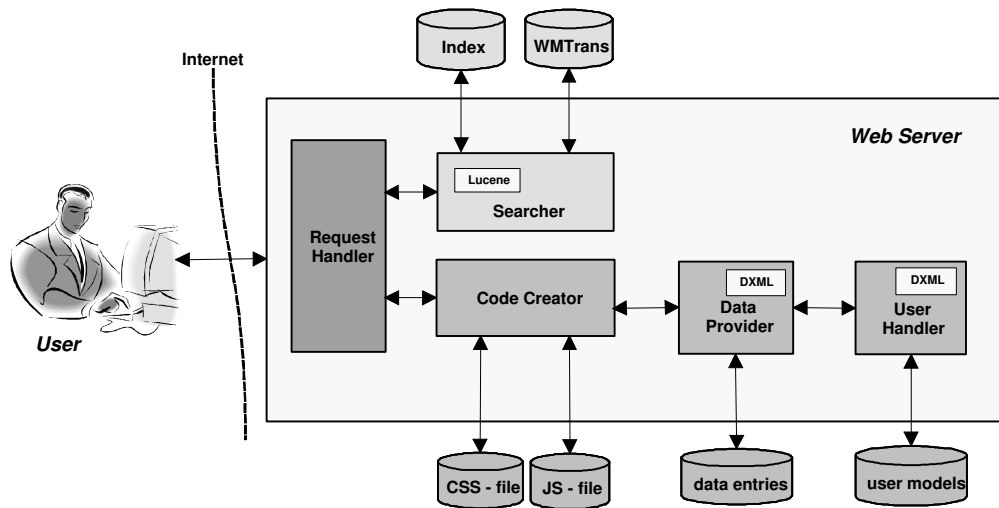 Index
WMTrans
Internet
Web Server
Lucene
Searcher
Request
Handler
Code Creator
DXML
Data
Provider
DXML
User
Handler
User
CSS - file
JS - file
data entries
user models